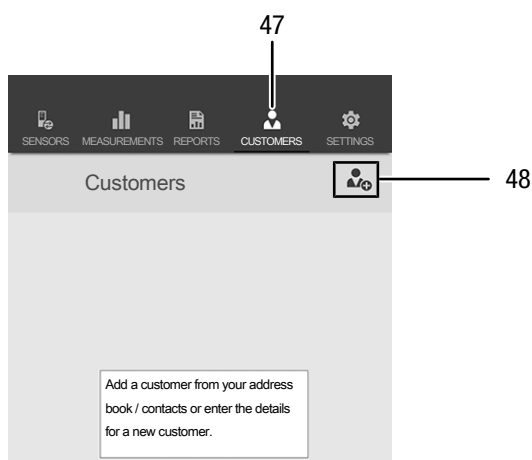 47
SENSORS MEASUREMENTS REPORTS CUSTOMERS SETTINGS
Customers
48
Add a customer from your address
book / contacts or enter the details
for a new customer.